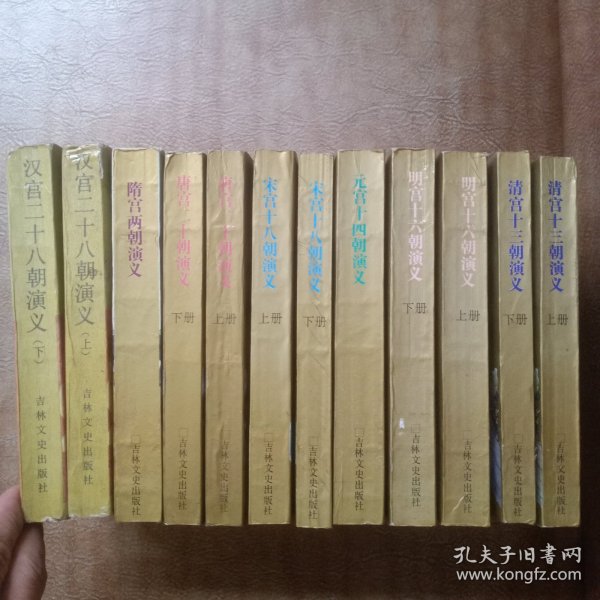 汉宫二十八朝演义(下)
吉林文史出版社
汉宫二十八朝演义(上)
吉林文史出版社
隋宫两朝演义
吉林文史出版社
唐宫二十朝演义
下册
吉林文史出版社
唐宫二十朝演义
上册
吉林文史出版社
宋宫十八朝演义
上册
吉林文史出版社
宋宫十八朝演义
下册
吉林文史出版社
元宫十四朝演义
吉林文史出版社
明宫十六朝演义
下册
吉林文史出版社
明宫十六朝演义
上册
吉林文史出版社
清宫十三朝演义
下册
吉林文史出版社
清宫十三朝演义
上册
吉林文史出版社
孔夫子旧书网
www.kongfz.com